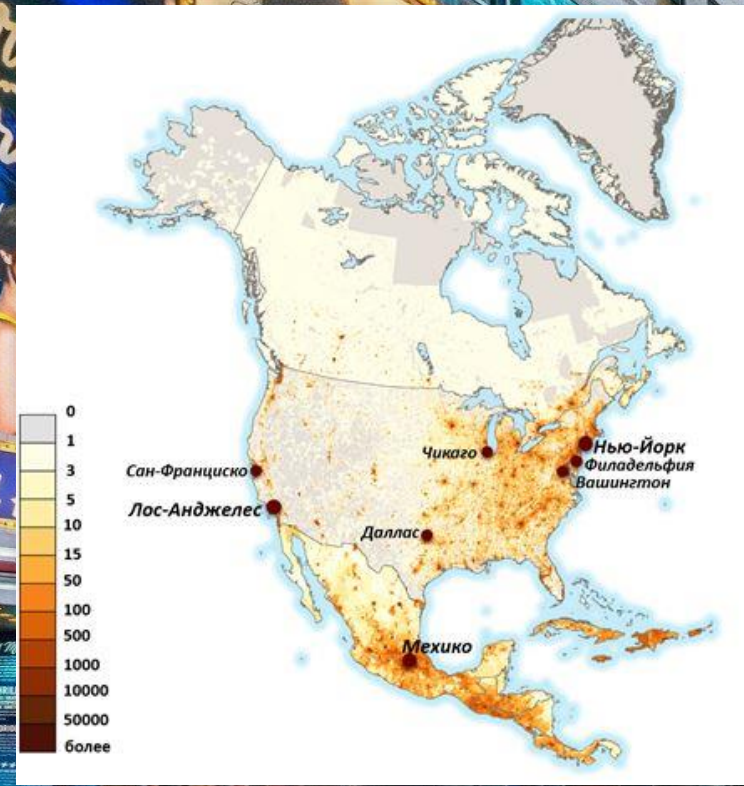 Нью-Йорк
Чикаго
Филадельфия
Сан-Франциско
Вашингтон
Лос-Анджелес
Даллас
Мехико
0
1
3
5
10
15
50
100
500
1000
10000
50000
более